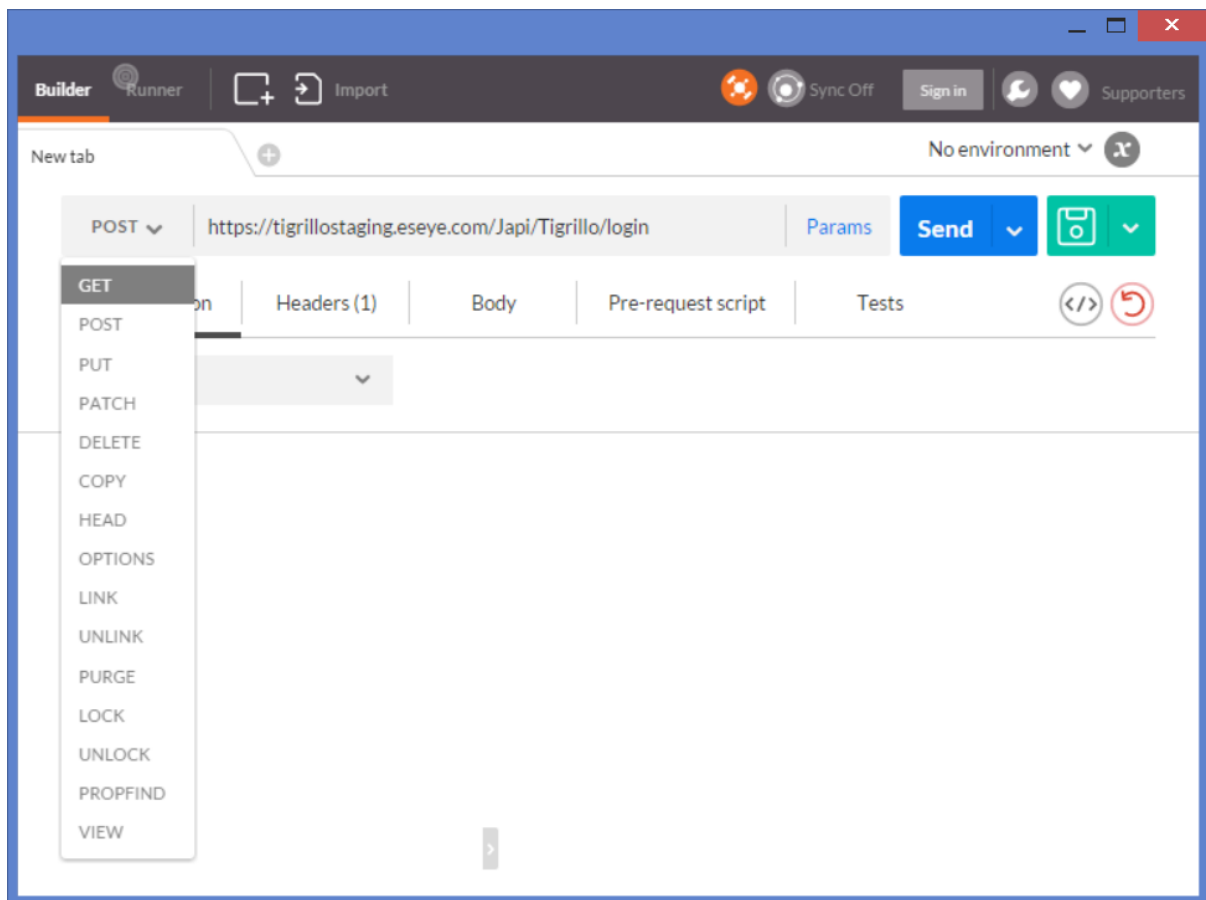 Builder Runner Import Sync Off Sign in Supporters
New tab No environment x
POST https://tigrillostaging.eseye.com/Japi/Tigrillo/login Params Send
GET
on Headers (1) Body Pre-request script Tests </>
POST
PUT
PATCH
DELETE
COPY
HEAD
OPTIONS
LINK
UNLINK
PURGE
LOCK
UNLOCK
PROPFIND
VIEW